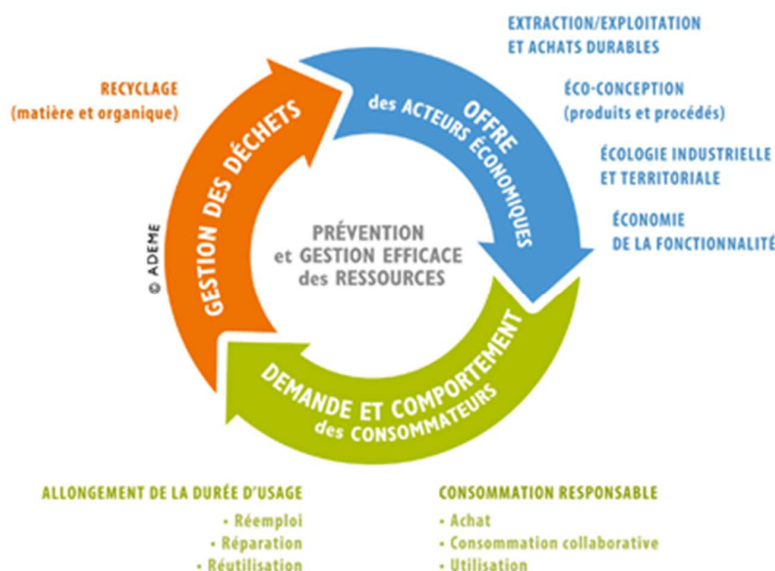 EXTRACTION/EXPLOITATION
ET ACHATS DURABLES
RECYCLAGE
(matière et organique)
ÉCO-CONCEPTION
(produits et procédés)
ÉCOLOGIE INDUSTRIELLE
ET TERRITORIALE
ÉCONOMIE
DE LA FONCTIONNALITÉ
OFFRE
des ACTEURS ÉCONOMIQUES
GESTION DES DÉCHETS
PRÉVENTION
et GESTION EFFICACE
des RESSOURCES
© ADEME
DEMANDE ET COMPORTEMENT
des CONSOMMATEURS
ALLONGEMENT DE LA DURÉE D'USAGE
• Réemploi
• Réparation
• Réutilisation
CONSOMMATION RESPONSABLE
• Achat
• Consommation collaborative
• Utilisation